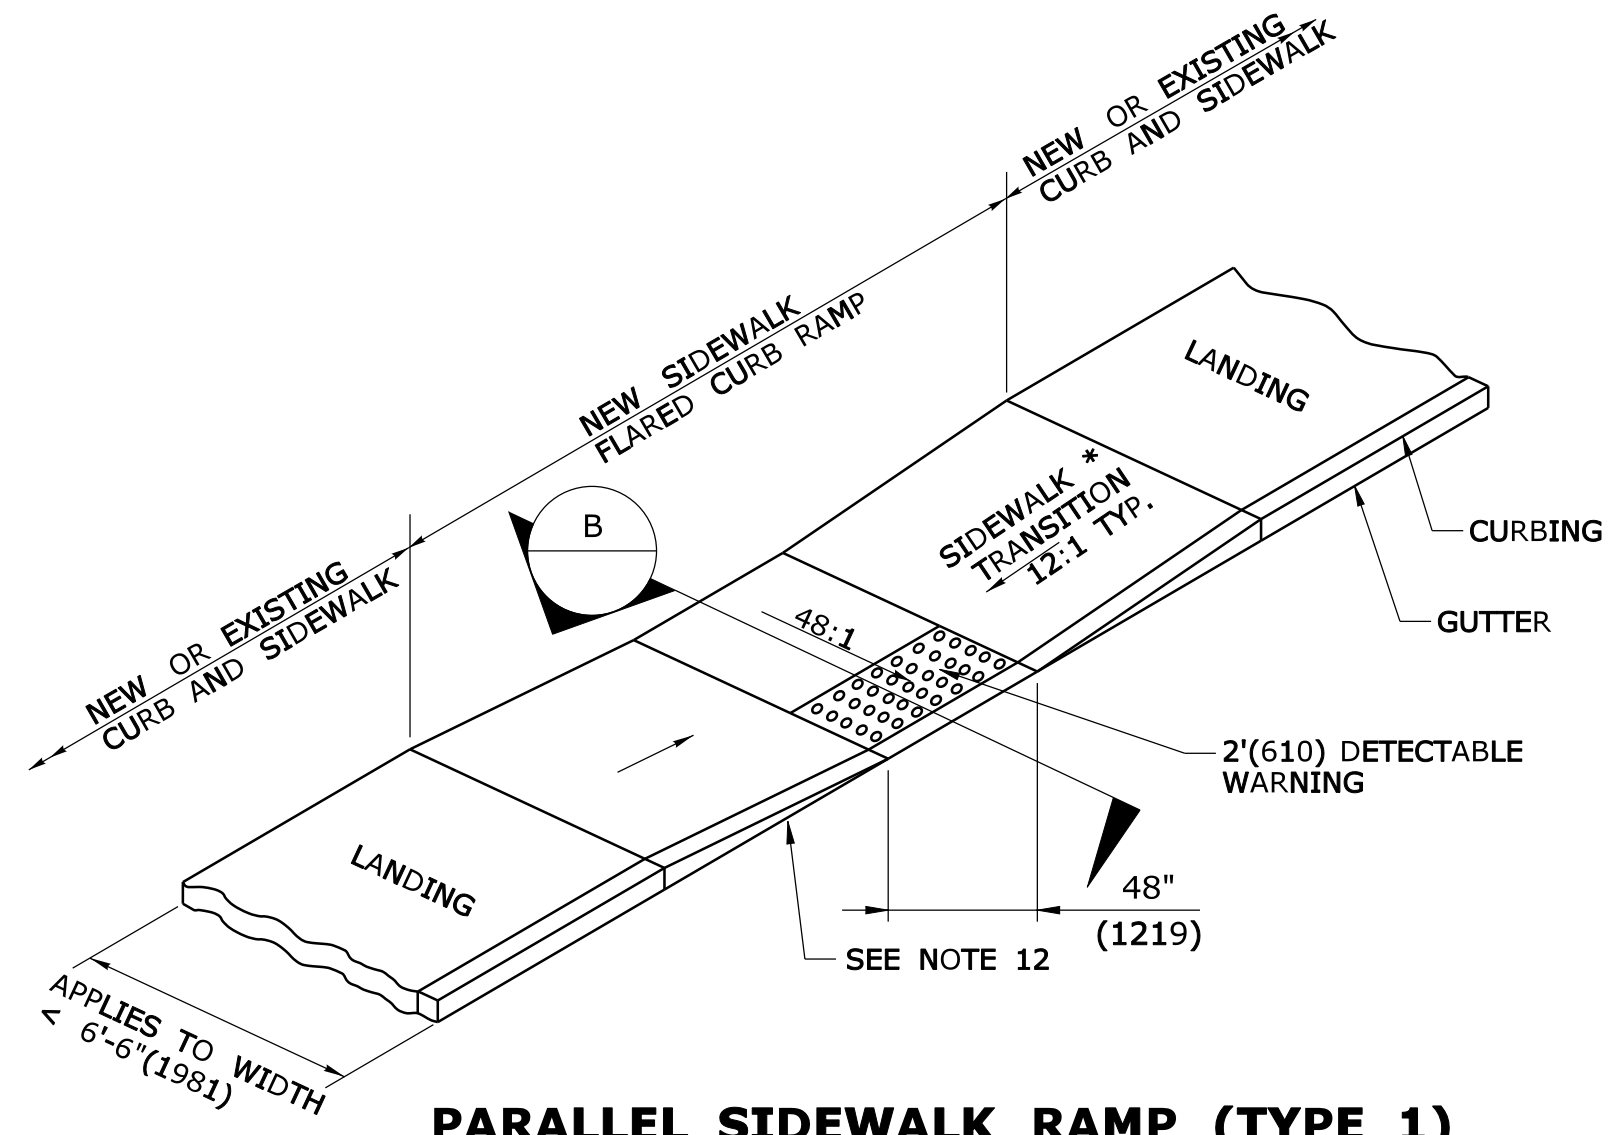 NEW OR EXISTING
CURB AND SIDEWALK
NEW SIDEWALK
FLARED CURB RAMP
NEW OR EXISTING
CURB AND SIDEWALK
LANDING
SIDEWALK *
TRANSITION
12:1 TYP.
CURBING
B
48:1
GUTTER
2'(610) DETECTABLE
WARNING
LANDING
48"
(1219)
SEE NOTE 12
APPLIES TO WIDTH
< 6'-6"(1981)
PARALLEL SIDEWALK RAMP (TYPE 1)